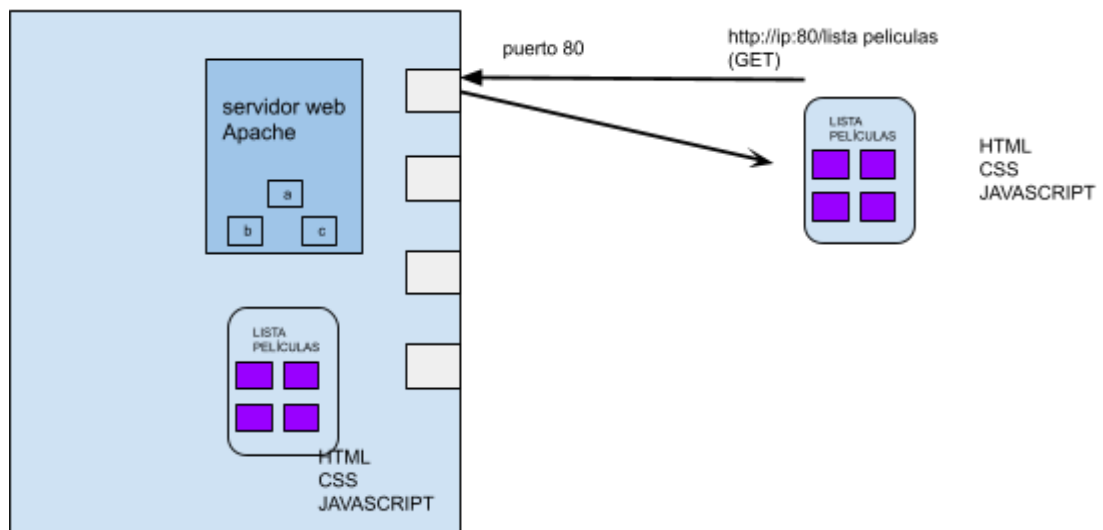 puerto 80
http://ip:80/lista peliculas
(GET)
servidor web
Apache
a
b
c
LISTA
PELÍCULAS
HTML
CSS
JAVASCRIPT
LISTA
PELÍCULAS
HTML
CSS
JAVASCRIPT